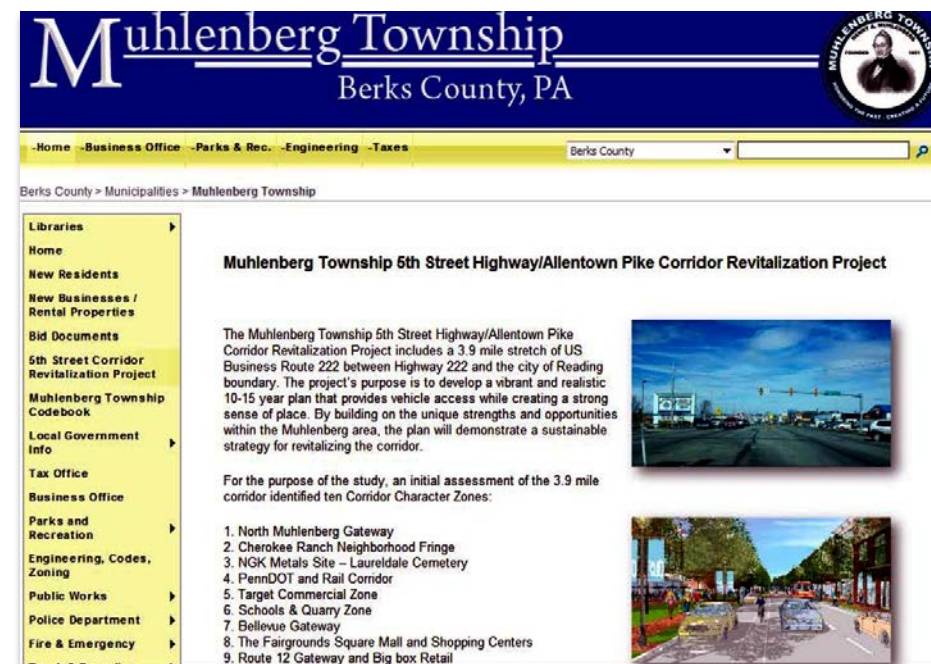 Muhlenberg Township
Berks County, PA
MUHLENBERG TOWNSHIP
-Home -Business Office -Parks & Rec. -Engineering -Taxes
Berks County
Berks County > Municipalities > Muhlenberg Township
Libraries
Home
New Residents
New Businesses /
Rental Properties
Bid Documents
5th Street Corridor
Revitalization Project
Muhlenberg Township
Codebook
Local Government
Info
Tax Office
Business Office
Parks and
Recreation
Engineering, Codes,
Zoning
Public Works
Police Department
Fire & Emergency
Muhlenberg Township 5th Street Highway/Allentown Pike Corridor Revitalization Project
The Muhlenberg Township 5th Street Highway/Allentown Pike
Corridor Revitalization Project includes a 3.9 mile stretch of US
Business Route 222 between Highway 222 and the city of Reading
boundary. The project's purpose is to develop a vibrant and realistic
10-15 year plan that provides vehicle access while creating a strong
sense of place. By building on the unique strengths and opportunities
within the Muhlenberg area, the plan will demonstrate a sustainable
strategy for revitalizing the corridor.
For the purpose of the study, an initial assessment of the 3.9 mile
corridor identified ten Corridor Character Zones:
1. North Muhlenberg Gateway
2. Cherokee Ranch Neighborhood Fringe
3. NGK Metals Site – Laureldale Cemetery
4. PennDOT and Rail Corridor
5. Target Commercial Zone
6. Schools & Quarry Zone
7. Bellevue Gateway
8. The Fairgrounds Square Mall and Shopping Centers
9. Route 12 Gateway and Big box Retail